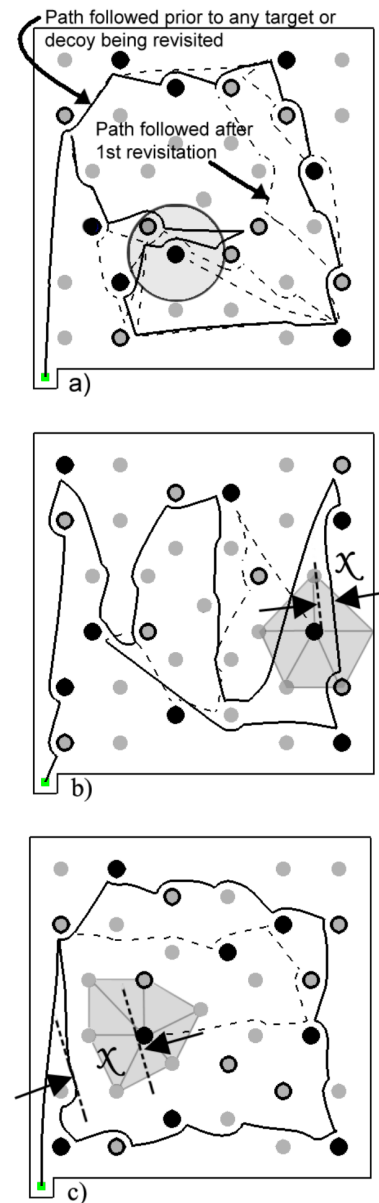 Path followed prior to any target or
decoy being revisited
Path followed after
1st revisitation
a)
χ
b)
χ
c)